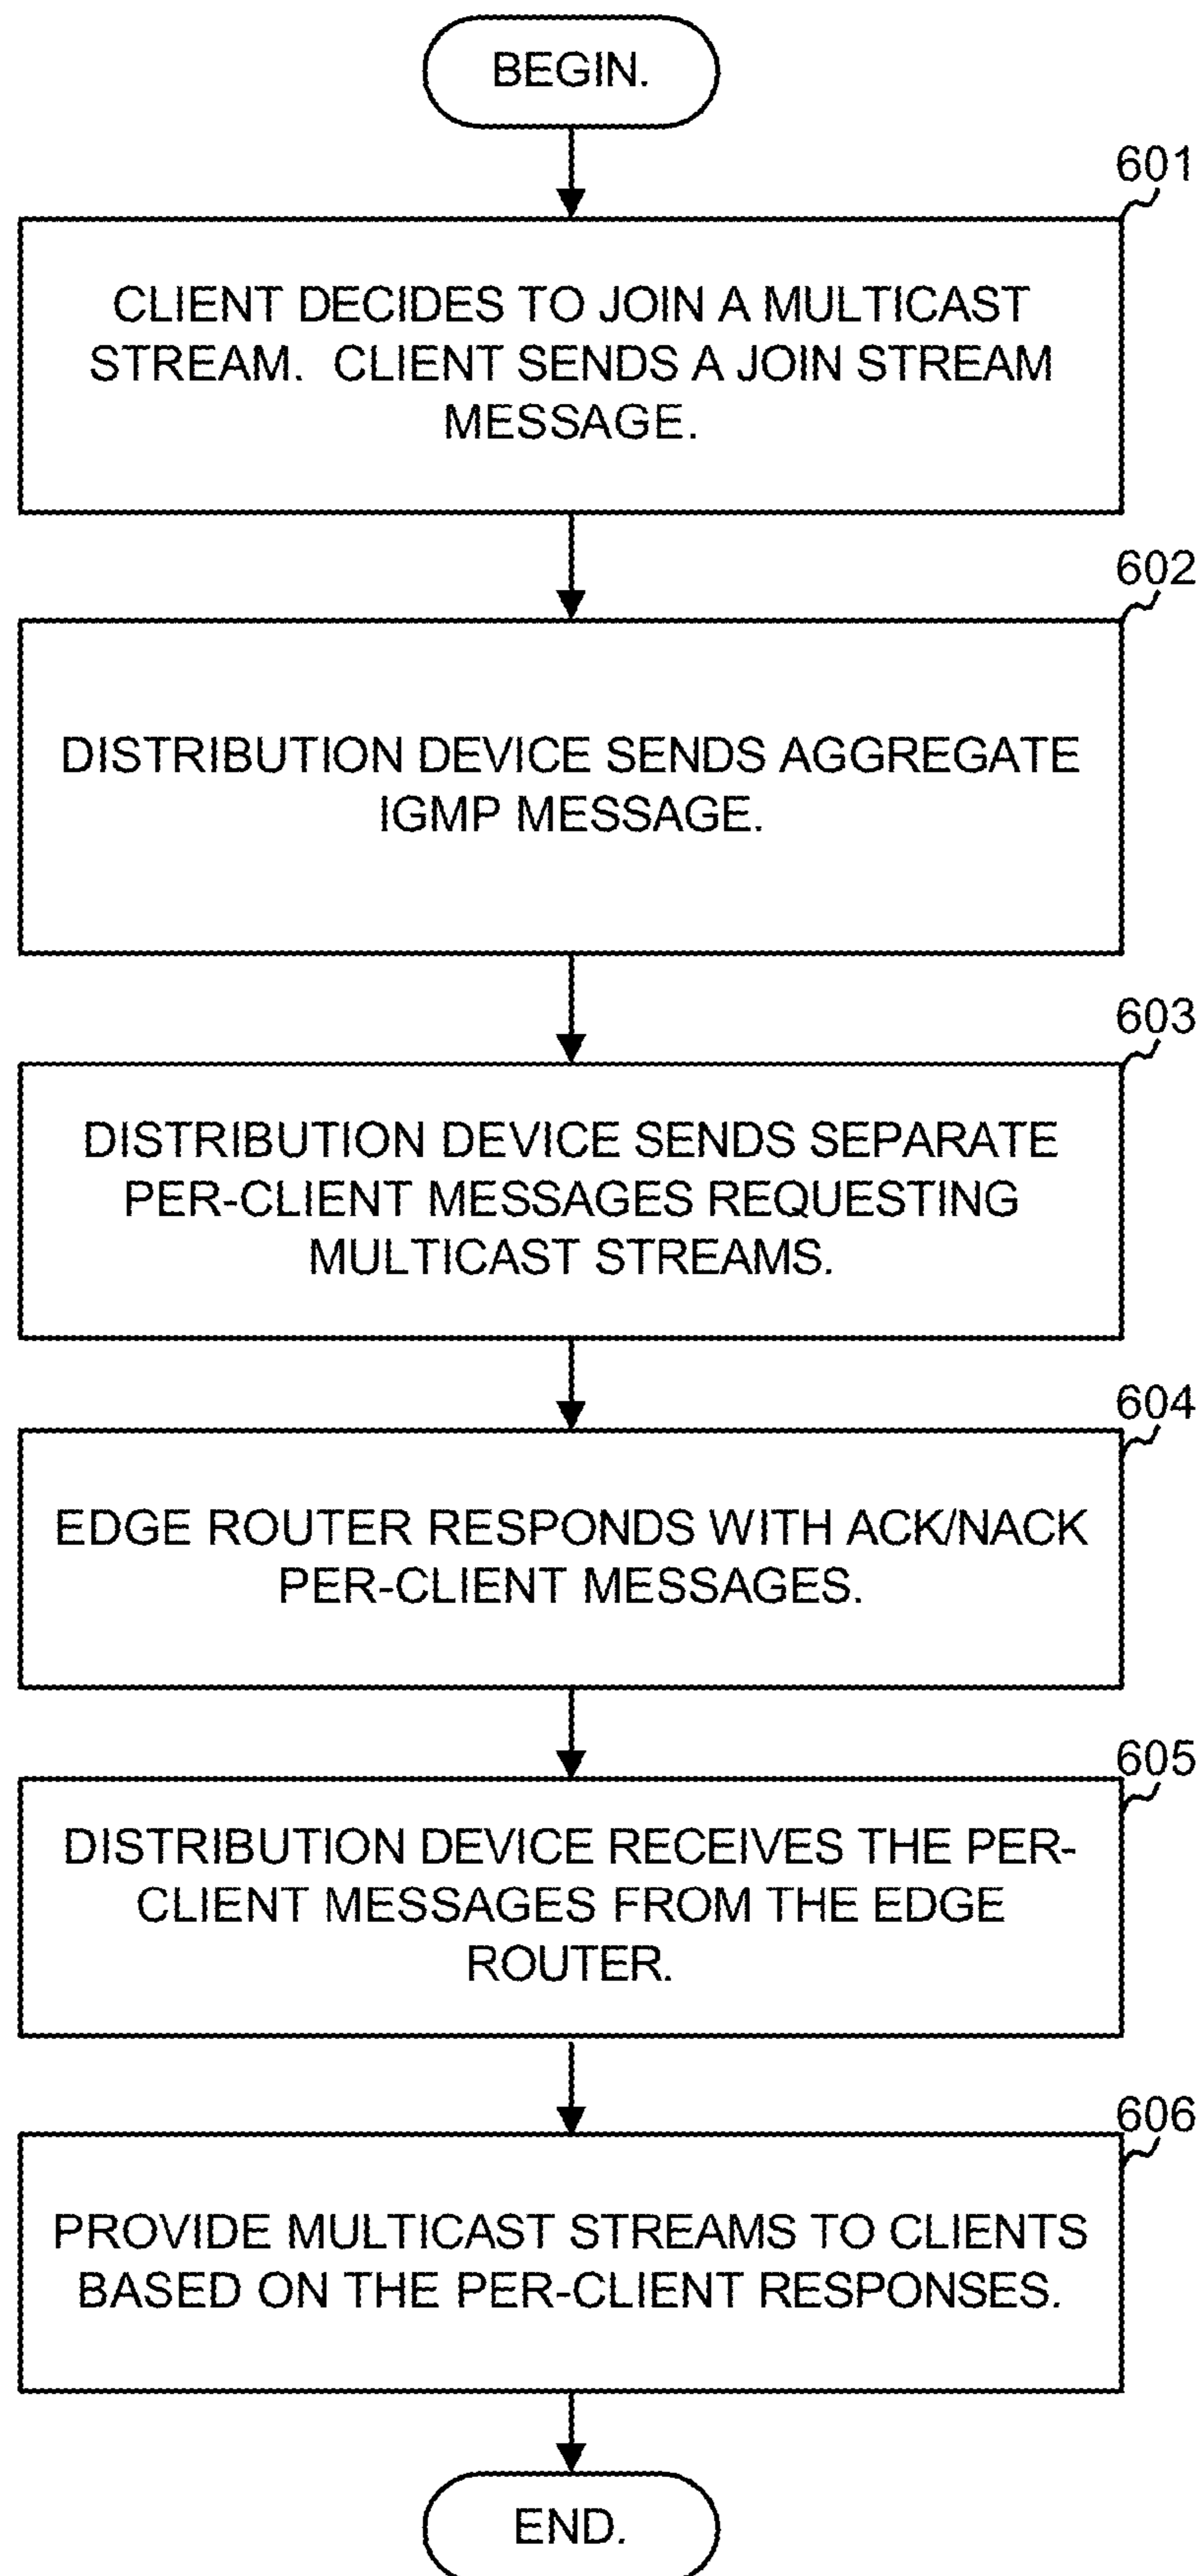 BEGIN.
601
CLIENT DECIDES TO JOIN A MULTICAST
STREAM. CLIENT SENDS A JOIN STREAM
MESSAGE.
602
DISTRIBUTION DEVICE SENDS AGGREGATE
IGMP MESSAGE.
603
DISTRIBUTION DEVICE SENDS SEPARATE
PER-CLIENT MESSAGES REQUESTING
MULTICAST STREAMS.
604
EDGE ROUTER RESPONDS WITH ACK/NACK
PER-CLIENT MESSAGES.
605
DISTRIBUTION DEVICE RECEIVES THE PER-
CLIENT MESSAGES FROM THE EDGE
ROUTER.
606
PROVIDE MULTICAST STREAMS TO CLIENTS
BASED ON THE PER-CLIENT RESPONSES.
END.